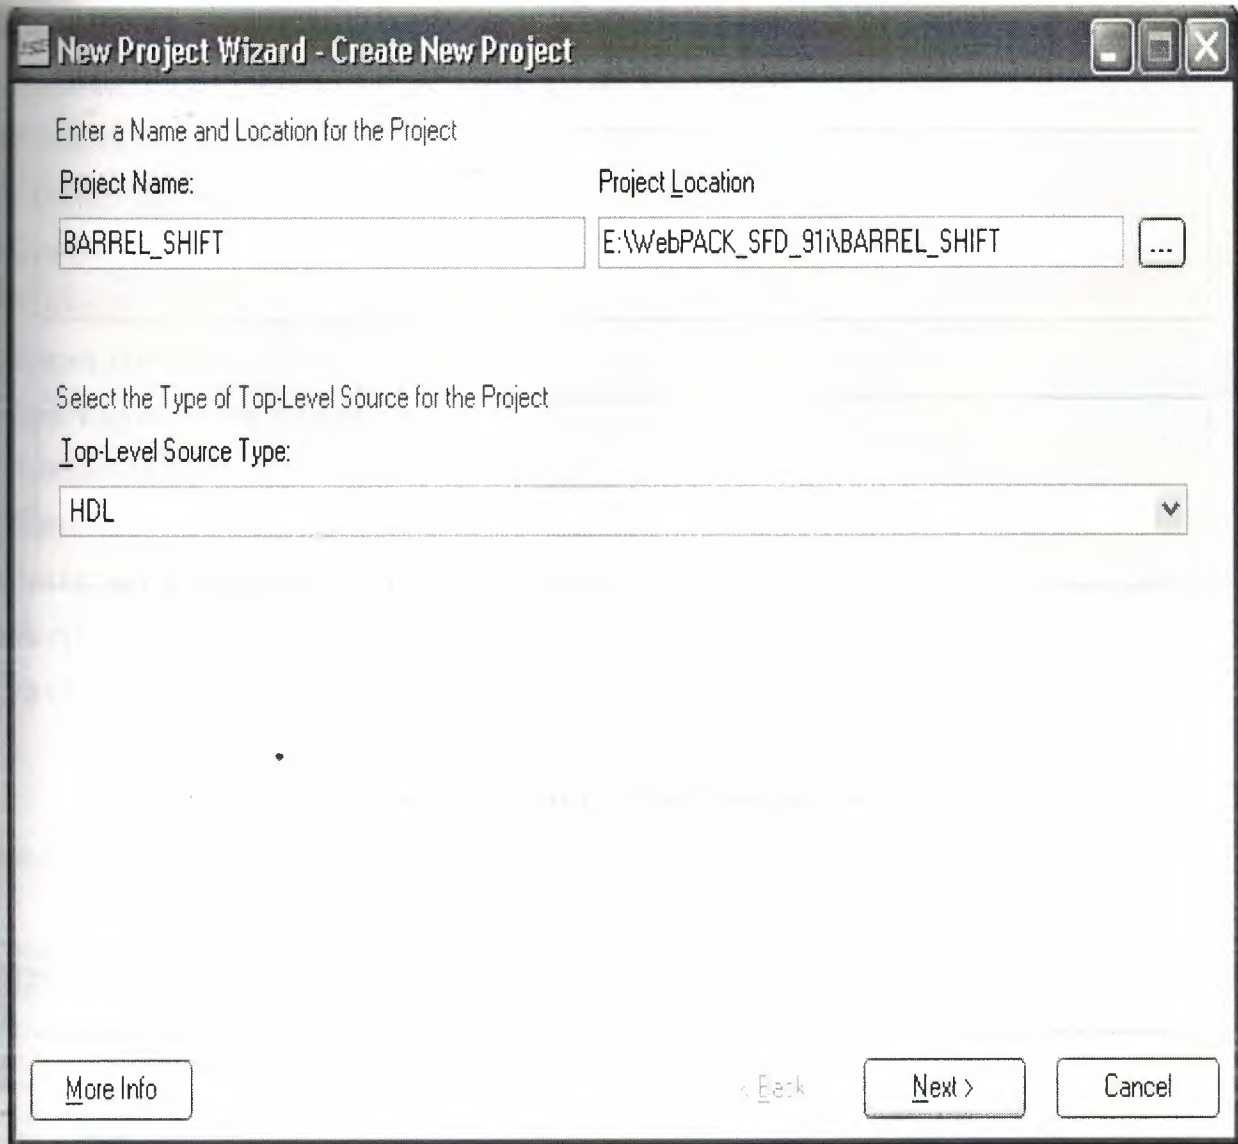 ISE New Project Wizard - Create New Project
Enter a Name and Location for the Project
Project Name: Project Location
BARREL_SHIFT E:\WebPACK_SFD_91i\BARREL_SHIFT ...
Select the Type of Top-Level Source for the Project
Top-Level Source Type:
HDL
More Info < Back Next > Cancel